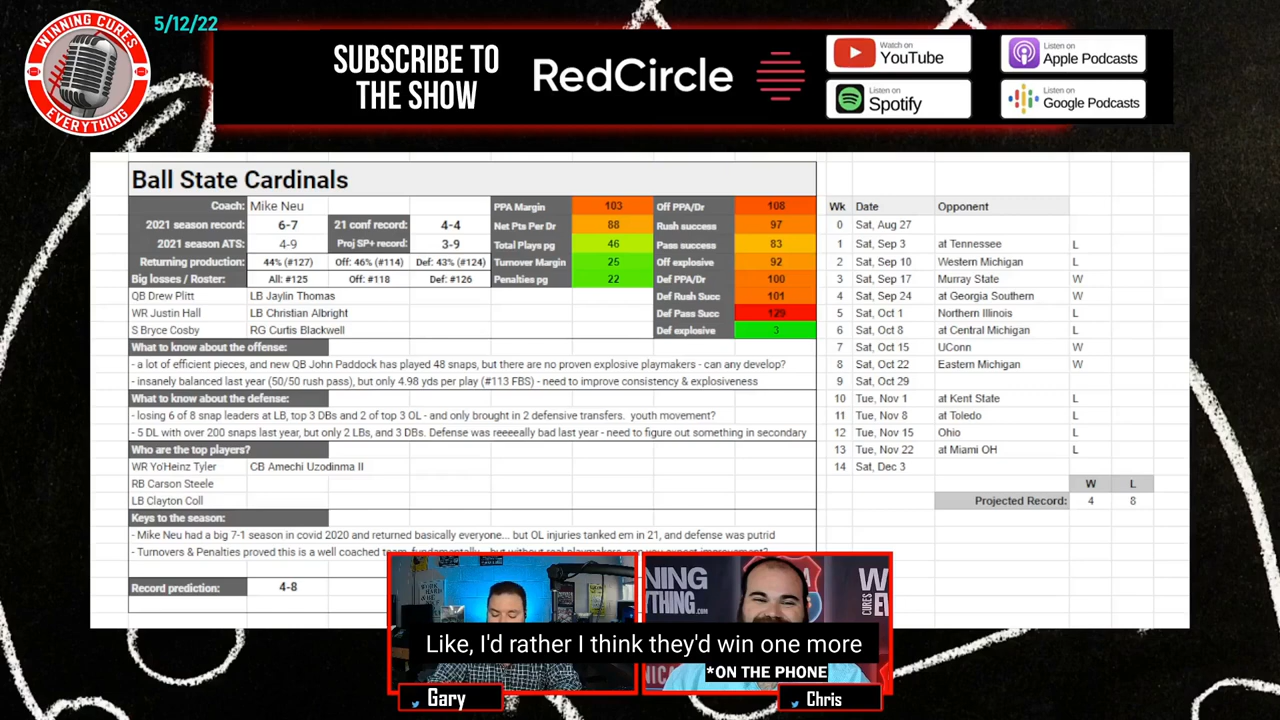 5/12/22
WINNING CURES
EVERYTHING
SUBSCRIBE TO
THE SHOW
RedCircle
Watch on
YouTube
Listen on
Apple Podcasts
Listen on
Spotify
Listen on
Google Podcasts
Ball State Cardinals
Coach: Mike Neu PPA Margin 103 Off PPA/Dr 108
2021 season record: 6-7 21 conf record: 4-4 Net Pts Per Dr 88 Rush success 97
2021 season ATS: 4-9 Proj SP+ record: 3-9 Total Plays pg 46 Pass success 83
Returning production: 44% (#127) Off: 46% (#114) Def: 43% (#124) Turnover Margin 25 Off explosive 92
Big losses / Roster: All: #125 Off: #118 Def: #126 Penalties pg 22 Def PPA/Dr 100
QB Drew Plitt LB Jaylin Thomas Def Rush Succ 101
WR Justin Hall LB Christian Albright Def Pass Succ 129
S Bryce Cosby RG Curtis Blackwell Def explosive 3
What to know about the offense:
- a lot of efficient pieces, and new QB John Paddock has played 48 snaps, but there are no proven explosive playmakers - can any develop?
- insanely balanced last year (50/50 rush pass), but only 4.98 yds per play (#113 FBS) - need to improve consistency & explosiveness
What to know about the defense:
- losing 6 of 8 snap leaders at LB, top 3 DBs and 2 of top 3 OL - and only brought in 2 defensive transfers. youth movement?
- 5 DL with over 200 snaps last year, but only 2 LBs, and 3 DBs. Defense was reeeeally bad last year - need to figure out something in secondary
Who are the top players?
WR Yo'Heinz Tyler CB Amechi Uzodinma II
RB Carson Steele
LB Clayton Coll
Keys to the season:
- Mike Neu had a big 7-1 season in covid 2020 and returned basically everyone... but OL injuries tanked em in 21, and defense was putrid
- Turnovers & Penalties proved this is a well coached team, fundamentally... but without real playmakers, can you expect improvement?
Record prediction: 4-8
Wk Date Opponent
0 Sat, Aug 27
1 Sat, Sep 3 at Tennessee L
2 Sat, Sep 10 Western Michigan L
3 Sat, Sep 17 Murray State W
4 Sat, Sep 24 at Georgia Southern W
5 Sat, Oct 1 Northern Illinois L
6 Sat, Oct 8 at Central Michigan L
7 Sat, Oct 15 UConn W
8 Sat, Oct 22 Eastern Michigan W
9 Sat, Oct 29
10 Tue, Nov 1 at Kent State L
11 Tue, Nov 8 at Toledo L
12 Tue, Nov 15 Ohio L
13 Tue, Nov 22 at Miami OH L
14 Sat, Dec 3
W L
Projected Record: 4 8
Like, I'd rather I think they'd win one more
*ON THE PHONE
Gary
Chris